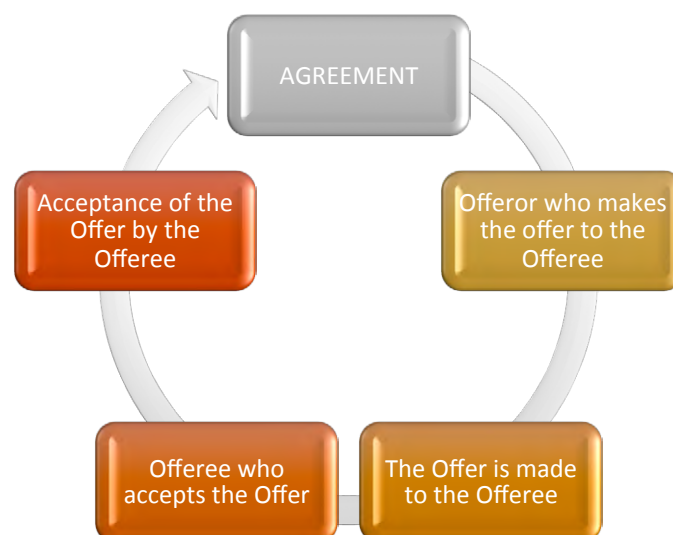 AGREEMENT
Offeror who makes
the offer to the
Offeree
The Offer is made
to the Offeree
Offeree who
accepts the Offer
Acceptance of the
Offer by the
Offeree